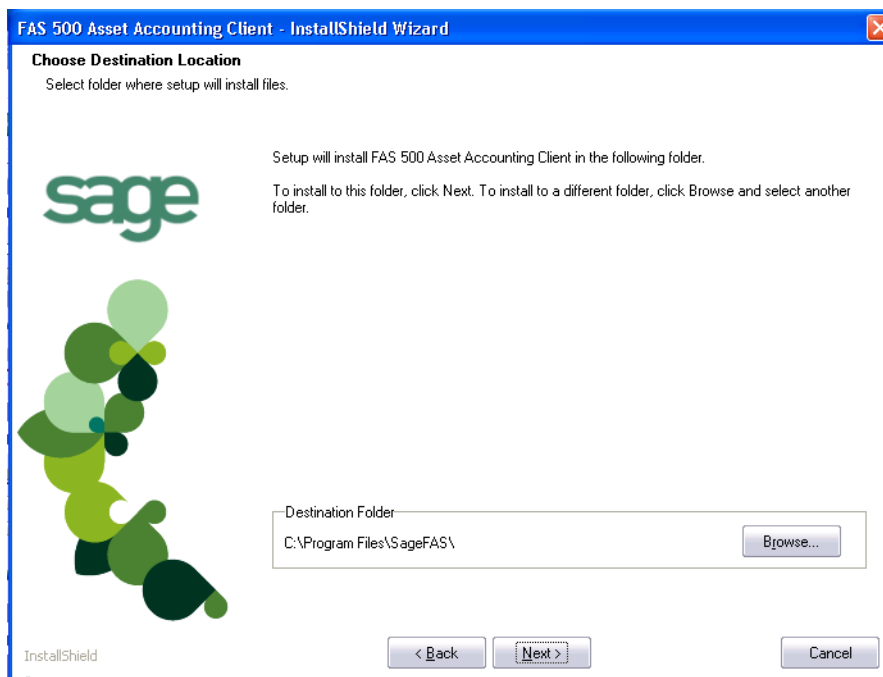 FAS 500 Asset Accounting Client - InstallShield Wizard
Choose Destination Location
Select folder where setup will install files.
sage
Setup will install FAS 500 Asset Accounting Client in the following folder.
To install to this folder, click Next. To install to a different folder, click Browse and select another
folder.
Destination Folder
C:\Program Files\SageFAS\
Browse...
InstallShield
< Back
Next >
Cancel